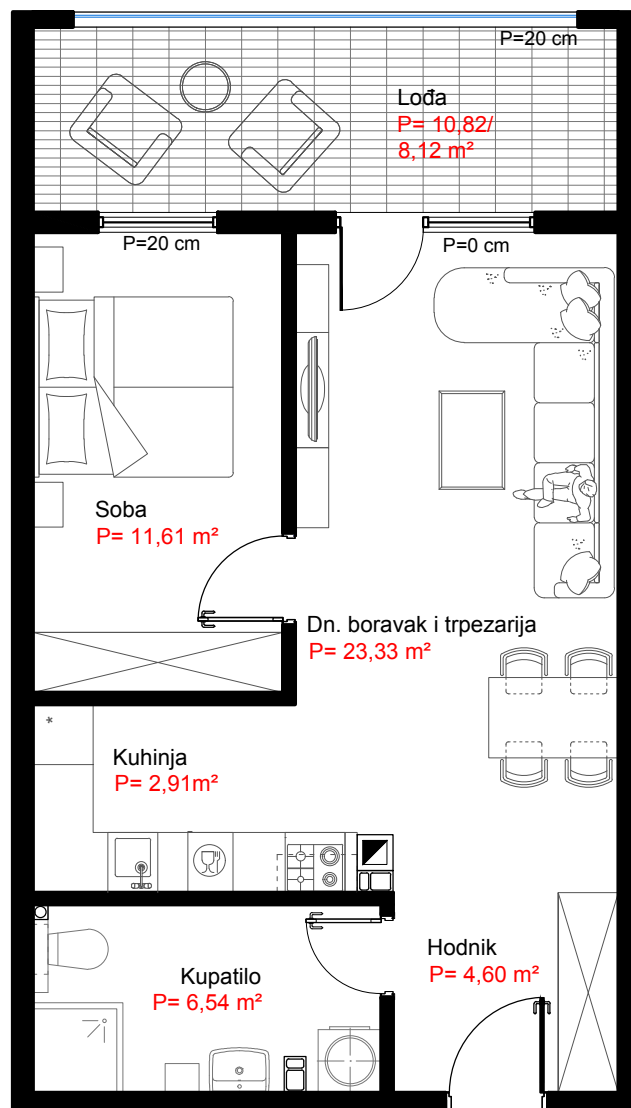 P=20 cm
Lođa
P= 10,82/
8,12 m²
P=20 cm
P=0 cm
Soba
P= 11,61 m²
Dn. boravak i trpezarija
P= 23,33 m²
Kuhinja
P= 2,91m²
Hodnik
P= 4,60 m²
Kupatilo
P= 6,54 m²